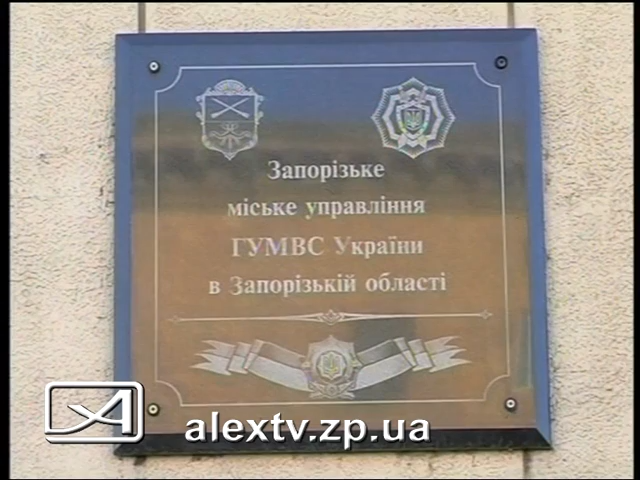 Запорізьке
міське управління
ГУМВС України
в Запорізькій області
alextv.zp.ua